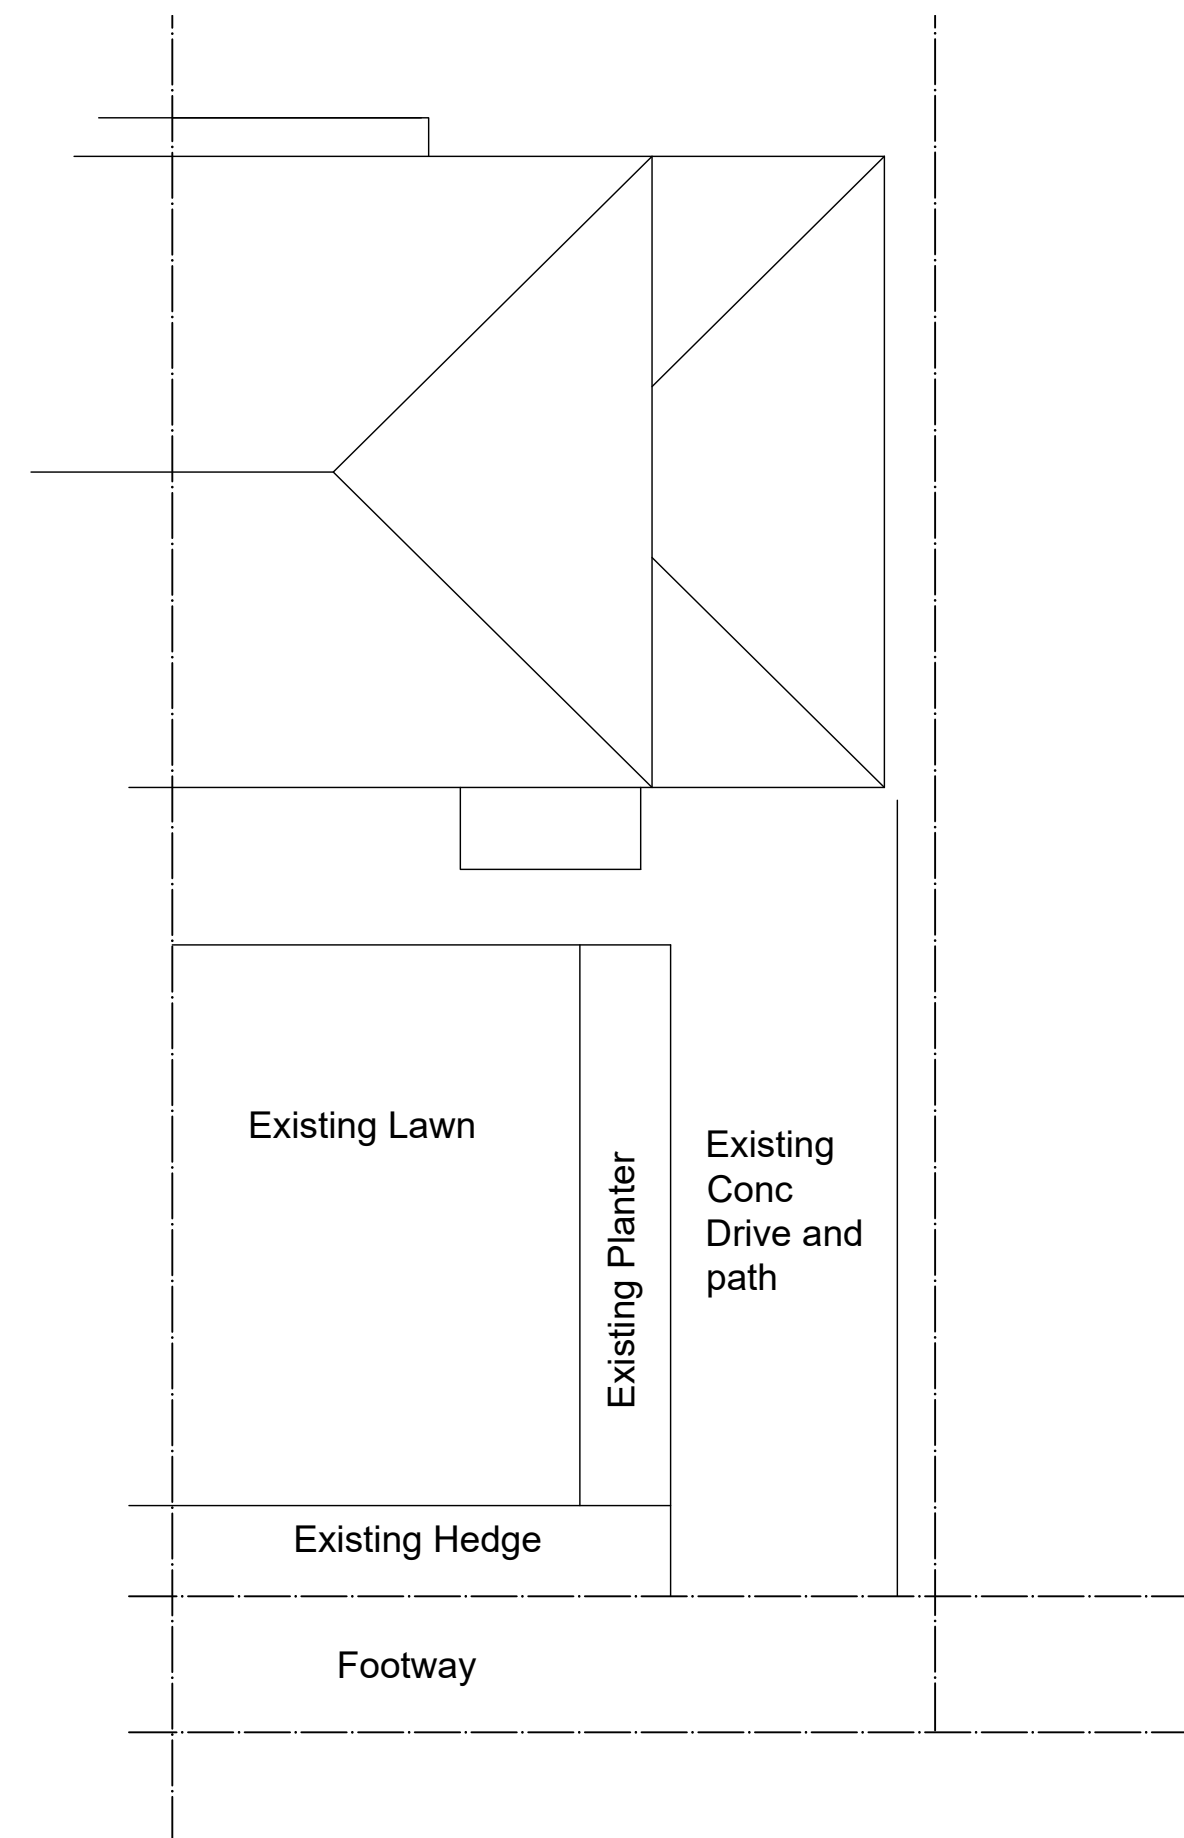 Existing Lawn
Existing Planter
Existing
Conc
Drive and
path
Existing Hedge
Footway